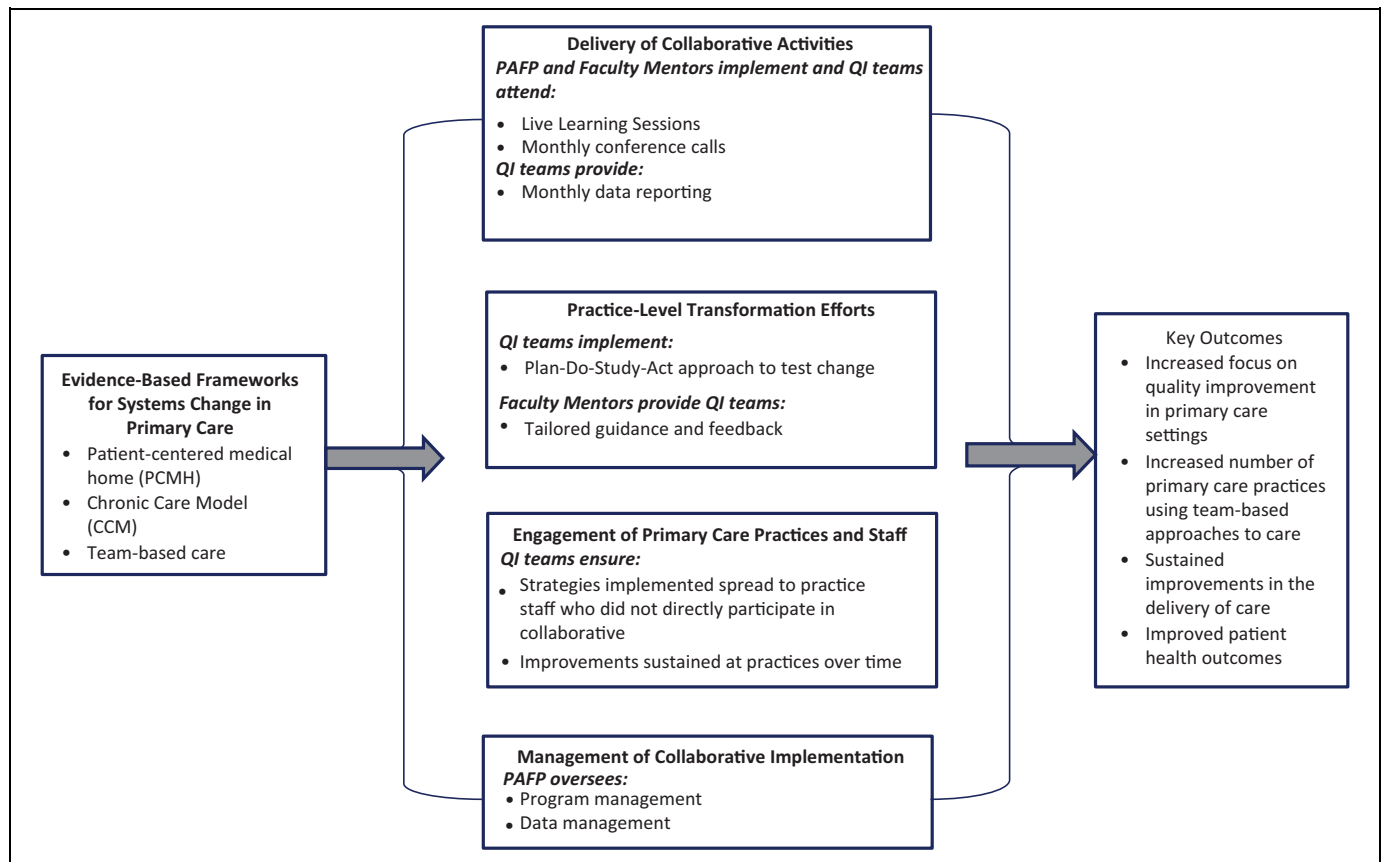 Delivery of Collaborative Activities
PAFP and Faculty Mentors implement and QI teams
attend:
• Live Learning Sessions
• Monthly conference calls
QI teams provide:
• Monthly data reporting
Practice-Level Transformation Efforts
QI teams implement:
• Plan-Do-Study-Act approach to test change
Faculty Mentors provide QI teams:
• Tailored guidance and feedback
Evidence-Based Frameworks
for Systems Change in
Primary Care
• Patient-centered medical
home (PCMH)
• Chronic Care Model
(CCM)
• Team-based care
Engagement of Primary Care Practices and Staff
QI teams ensure:
• Strategies implemented spread to practice
staff who did not directly participate in
collaborative
• Improvements sustained at practices over time
Management of Collaborative Implementation
PAFP oversees:
• Program management
• Data management
Key Outcomes
• Increased focus on
quality improvement
in primary care
settings
• Increased number of
primary care practices
using team-based
approaches to care
• Sustained
improvements in the
delivery of care
• Improved patient
health outcomes